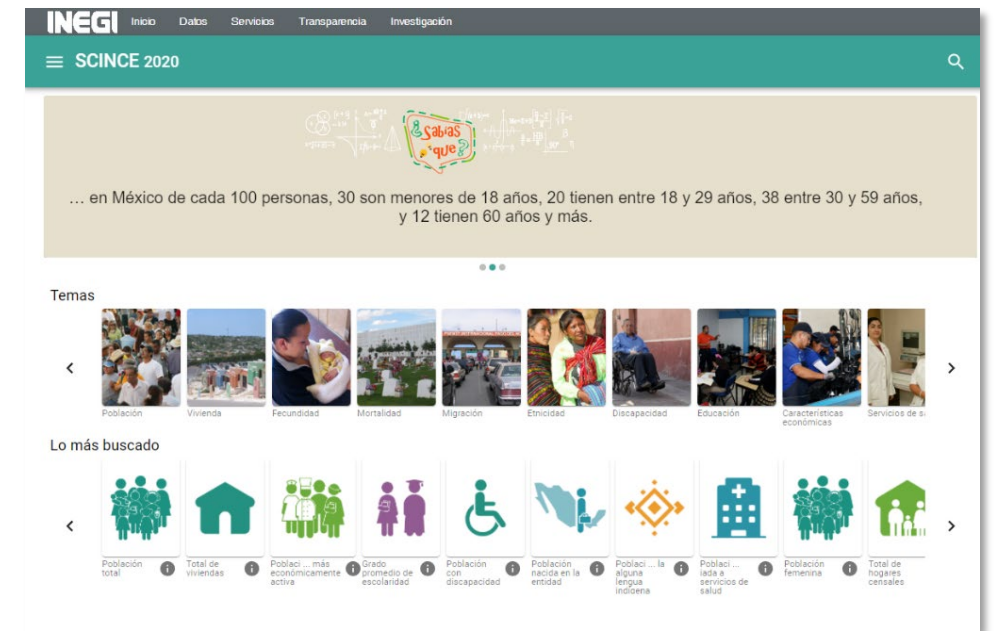 INEGI Inicio Datos Servicios Transparencia Investigación
SCINCE 2020
¿Sabías
que?
… en México de cada 100 personas, 30 son menores de 18 años, 20 tienen entre 18 y 29 años, 38 entre 30 y 59 años,
y 12 tienen 60 años y más.
Temas
Población Vivienda Fecundidad Mortalidad Migración Etnicidad Discapacidad Educación Características Servicios de
económicas
Lo más buscado
Población Total de Poblaci ... más Grado Población Población Poblaci ... la Poblaci ... Población Total de
total viviendas económicamente promedio de con nacida en la alguna iada a femenina hogares
activa escolaridad discapacidad entidad lengua servicios de censales
indígena salud